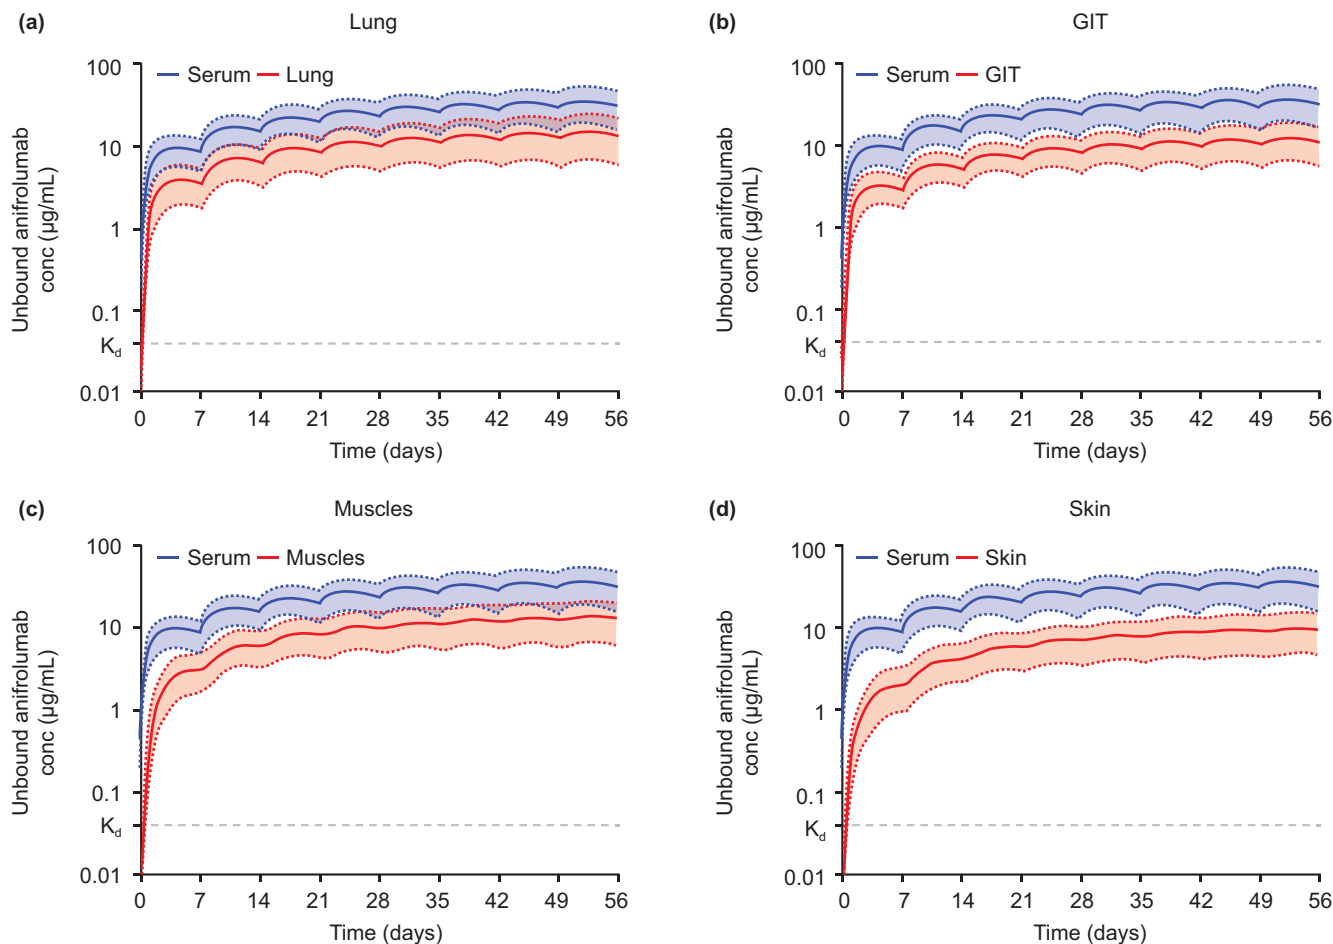 (a) Lung
Serum Lung
100
10
1
0.1
K_d
0.01
Unbound anifrolumab
conc (µg/mL)
0 7 14 21 28 35 42 49 56
Time (days)
(b) GIT
Serum GIT
100
10
1
0.1
K_d
0.01
Unbound anifrolumab
conc (µg/mL)
0 7 14 21 28 35 42 49 56
Time (days)
(c) Muscles
Serum Muscles
100
10
1
0.1
K_d
0.01
Unbound anifrolumab
conc (µg/mL)
0 7 14 21 28 35 42 49 56
Time (days)
(d) Skin
Serum Skin
100
10
1
0.1
K_d
0.01
Unbound anifrolumab
conc (µg/mL)
0 7 14 21 28 35 42 49 56
Time (days)